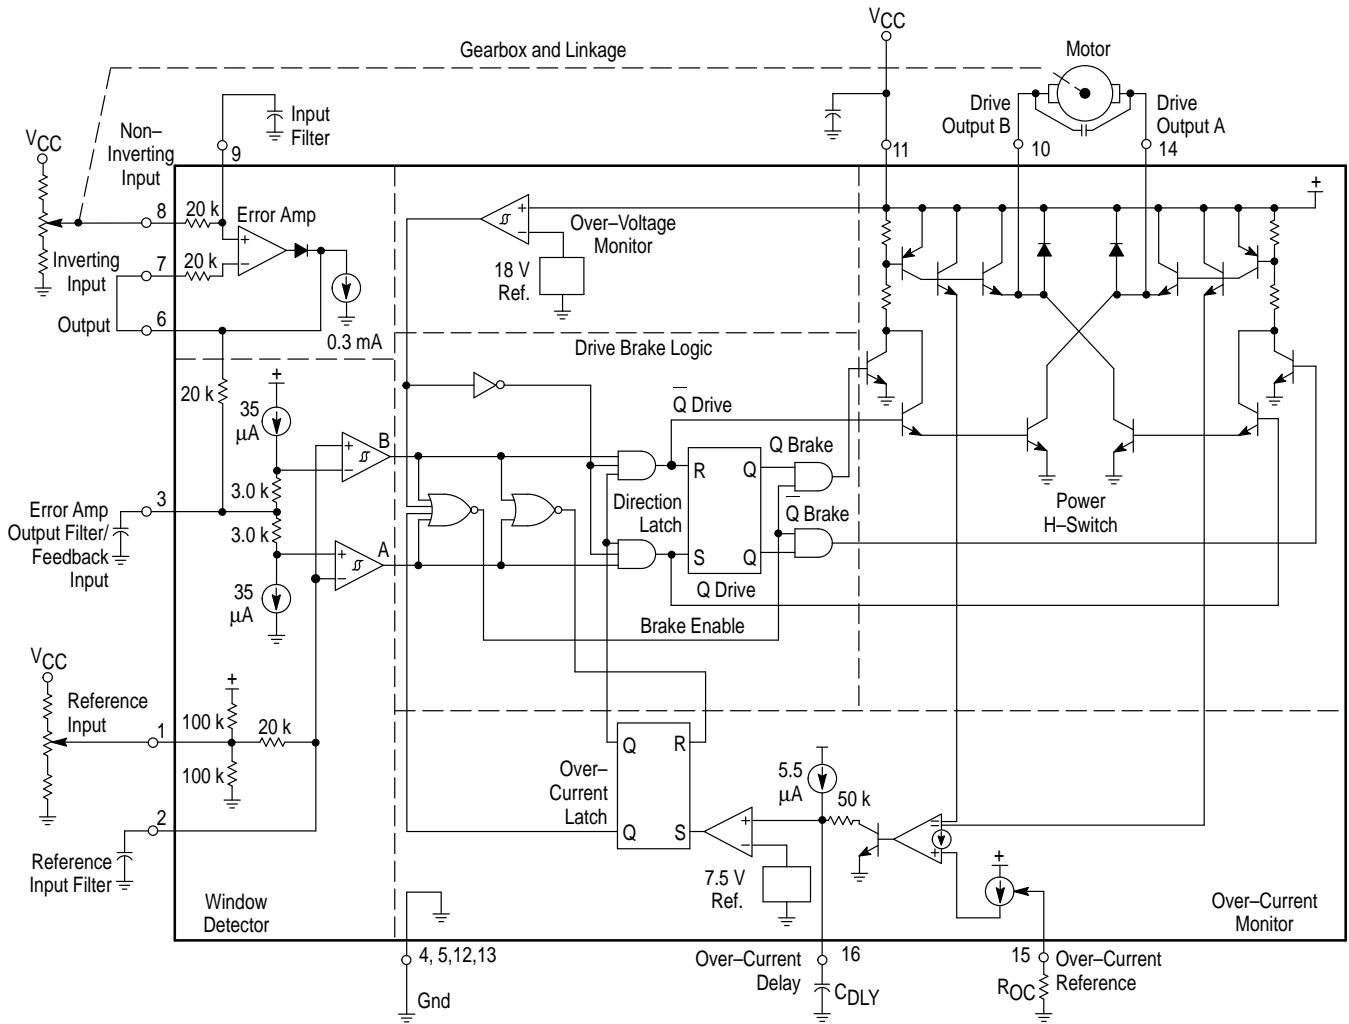 VCC
Gearbox and Linkage
Motor
Drive
Output B
Drive
Output A
Input
Filter
Non–
Inverting
Input
VCC
9
11
10
14
8
20 k
Error Amp
+
–
+
Inverting
Input
7
20 k
Over–Voltage
Monitor
+
–
18 V
Ref.
Output
6
0.3 mA
Drive Brake Logic
20 k
+
35
µA
Q Drive
B
+
–
Q Brake
R
Q
3.0 k
3
Error Amp
Output Filter/
Feedback
Input
3.0 k
Direction
Latch
Q Brake
Power
H–Switch
A
+
–
S
Q
35
µA
Q Drive
Brake Enable
VCC
Reference
Input
1
+
100 k
20 k
100 k
Q
R
Over–
Current
Latch
Q
S
5.5
µA
50 k
+
–
–
–
+
2
Reference
Input Filter
7.5 V
Ref.
+
Window
Detector
Over–Current
Monitor
4, 5,12,13
Gnd
Over–Current
Delay
16
CDLY
15
Over–Current
Reference
ROC